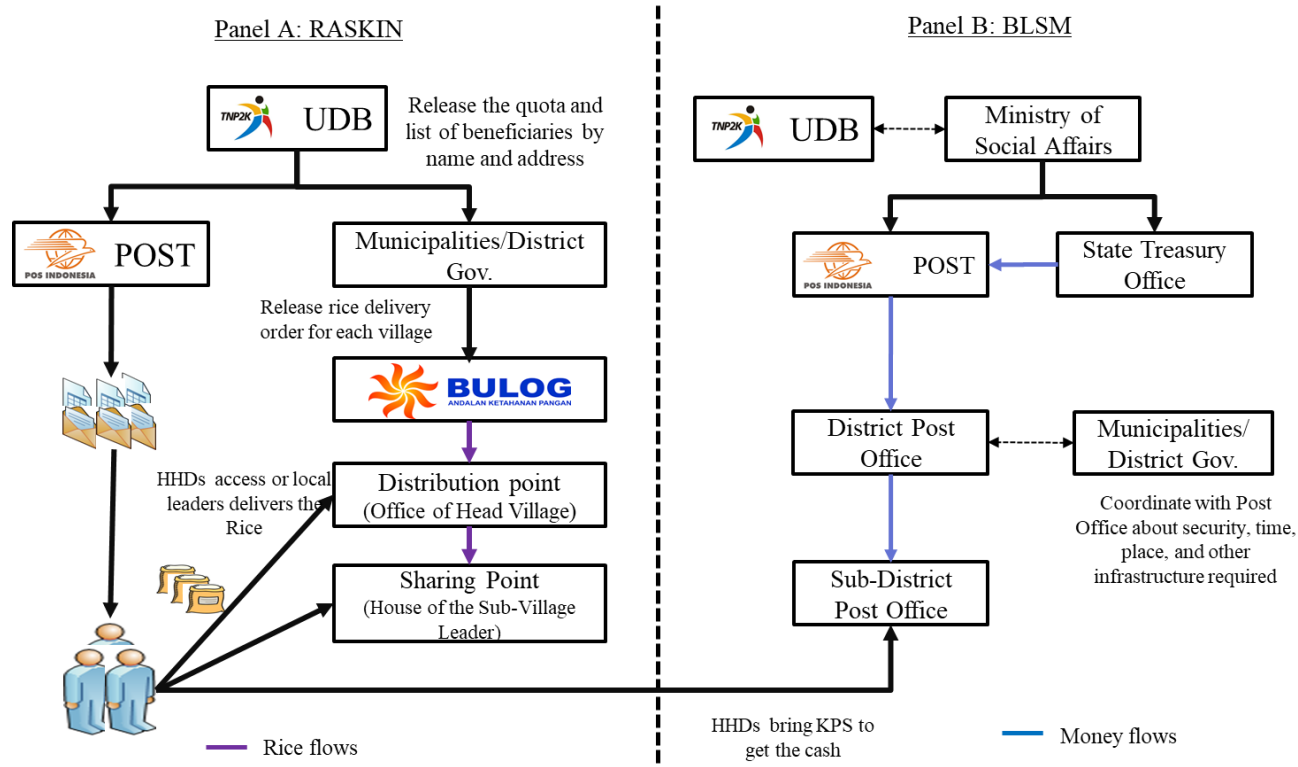 Panel A: RASKIN
TNP2K
UDB
Release the quota and
list of beneficiaries by
name and address
POS INDONESIA
POST
Municipalities/District
Gov.
Release rice delivery
order for each village
BULOG
ANDALAN KETAHANAN PANGAN
HHDs access or local
leaders delivers the
Rice
Distribution point
(Office of Head Village)
Sharing Point
(House of the Sub-Village
Leader)
Rice flows
Panel B: BLSM
TNP2K
UDB
Ministry of
Social Affairs
POS INDONESIA
POST
State Treasury
Office
District Post
Office
Municipalities/
District Gov.
Coordinate with Post
Office about security, time,
place, and other
infrastructure required
Sub-District
Post Office
HHDs bring KPS to
get the cash
Money flows